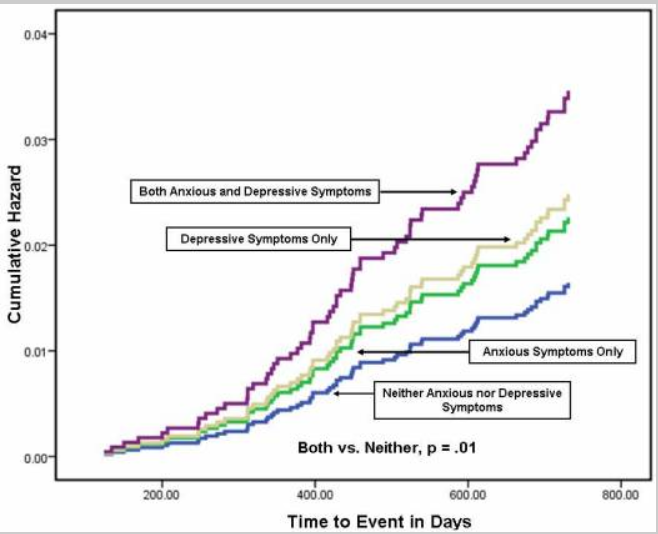 0.04
0.03
0.02
0.01
0.00
Cumulative Hazard
Both Anxious and Depressive Symptoms
Depressive Symptoms Only
Anxious Symptoms Only
Neither Anxious nor Depressive
Symptoms
Both vs. Neither, p = .01
200.00
400.00
600.00
800.00
Time to Event in Days